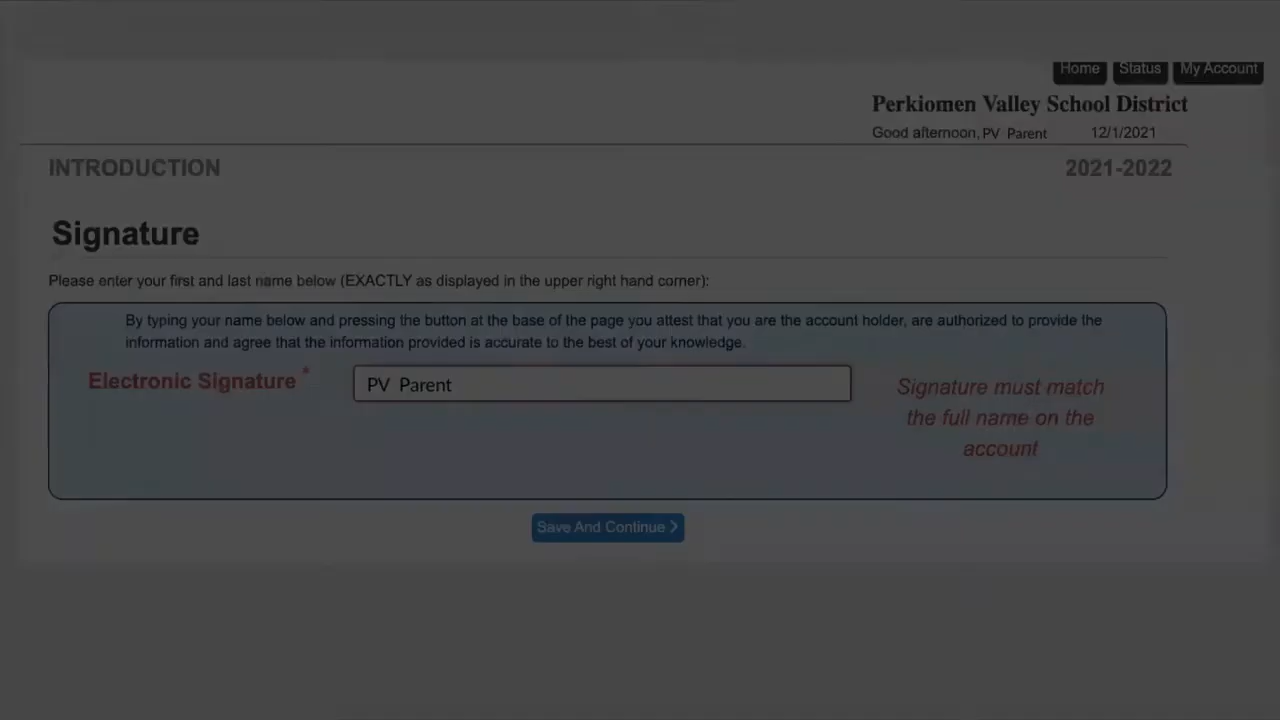 Home Status My Account
Perkiomen Valley School District
Good afternoon, PV Parent 12/1/2021
INTRODUCTION 2021-2022
Signature
Please enter your first and last name below (EXACTLY as displayed in the upper right hand corner):
By typing your name below and pressing the button at the base of the page you attest that you are the account holder, are authorized to provide the
information and agree that the information provided is accurate to the best of your knowledge.
Electronic Signature * PV Parent
Signature must match
the full name on the
account
Save And Continue >